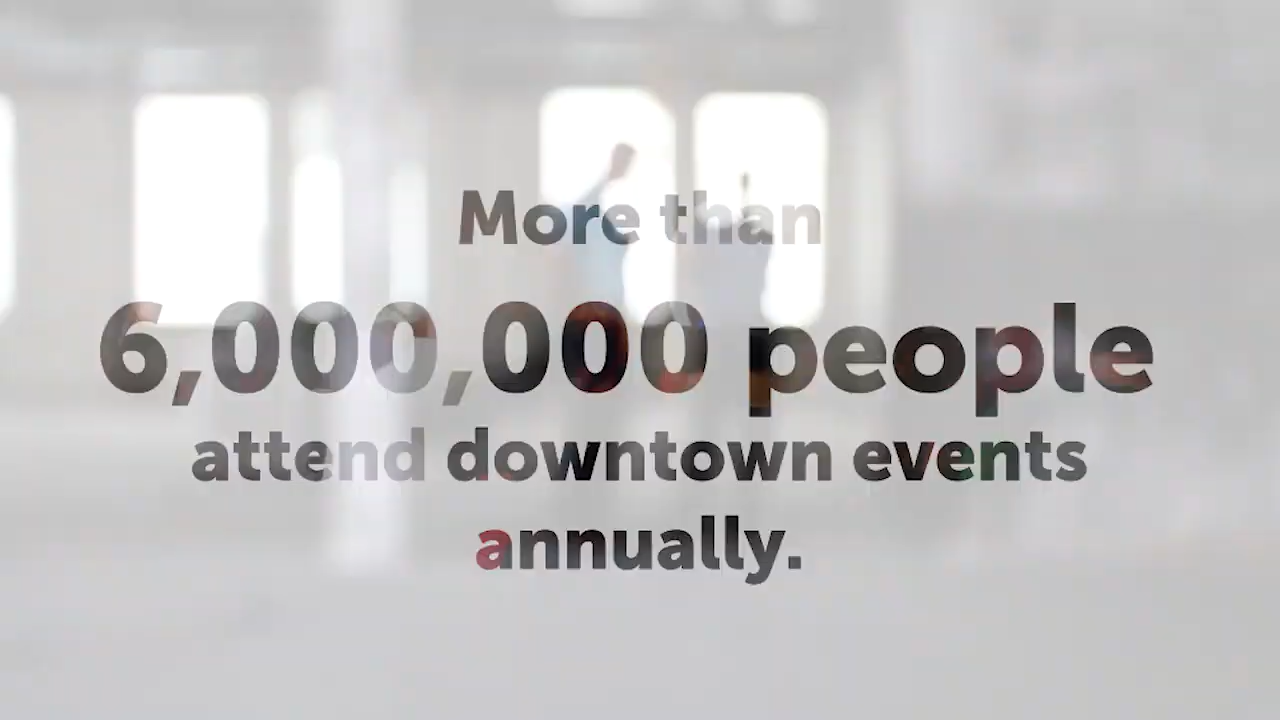 More than
6,000,000 people
attend downtown events
annually.